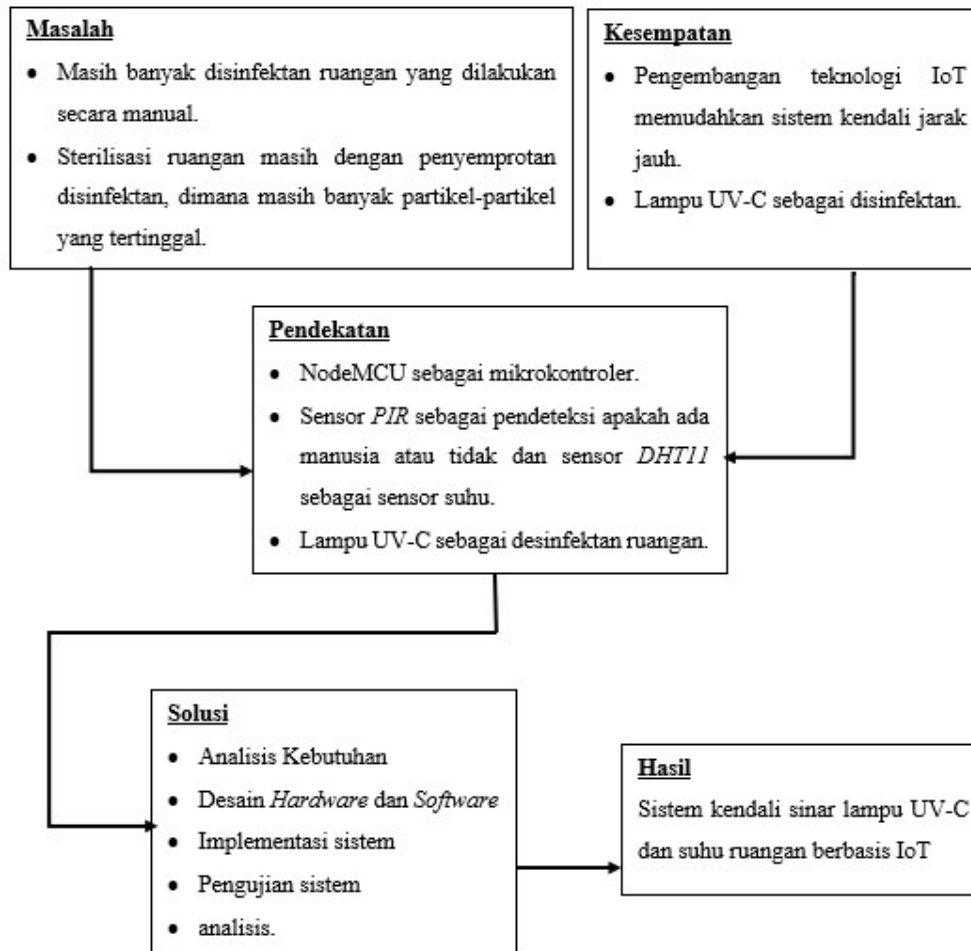 Masalah
• Masih banyak disinfektan ruangan yang dilakukan
secara manual.
• Sterilisasi ruangan masih dengan penyemprotan
disinfektan, dimana masih banyak partikel-partikel
yang tertinggal.
Kesempatan
• Pengembangan teknologi IoT
memudahkan sistem kendali jarak
jauh.
• Lampu UV-C sebagai disinfektan.
Pendekatan
• NodeMCU sebagai mikrokontroler.
• Sensor PIR sebagai pendeteksi apakah ada
manusia atau tidak dan sensor DHT11
sebagai sensor suhu.
• Lampu UV-C sebagai desinfektan ruangan.
Solusi
• Analisis Kebutuhan
• Desain Hardware dan Software
• Implementasi sistem
• Pengujian sistem
• analisis.
Hasil
Sistem kendali sinar lampu UV-C
dan suhu ruangan berbasis IoT